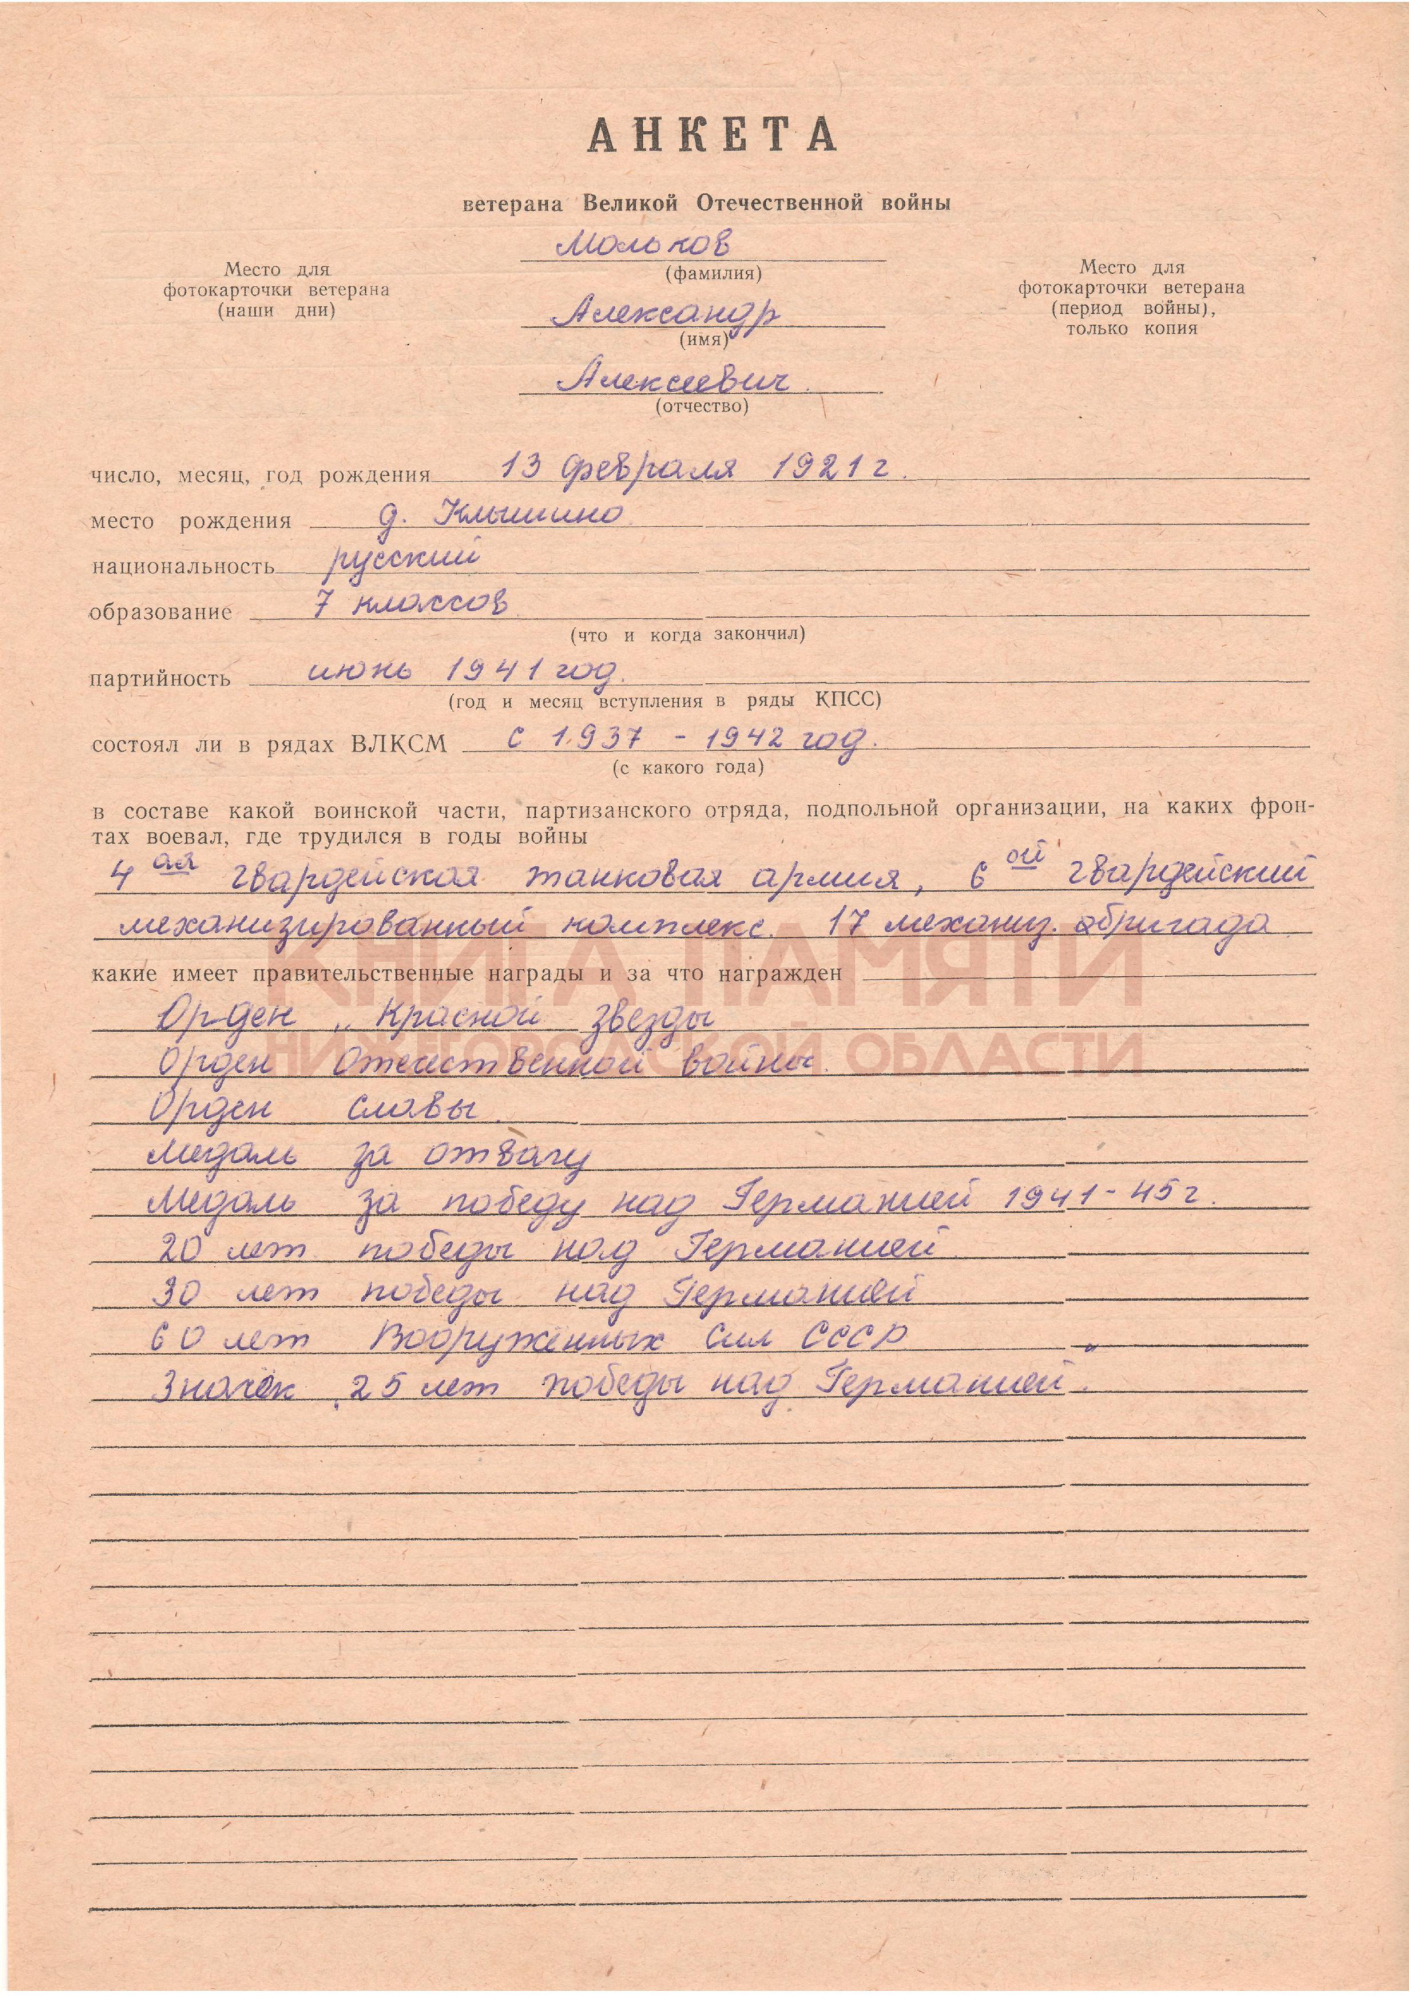 АНКЕТА
ветерана Великой Отечественной войны
Мольков
(фамилия)
Место для
фотокарточки ветерана
(наши дни)
Место для
фотокарточки ветерана
(период войны),
только копия
Александр
(имя)
Алексеевич.
(отчество)
число, месяц, год рождения 13 февраля 1921 г.
место рождения д. Клышино
национальность русский
образование 7 классов
(что и когда закончил)
партийность июнь 1941 год.
(год и месяц вступления в ряды КПСС)
состоял ли в рядах ВЛКСМ с 1937 - 1942 год.
(с какого года)
в составе какой воинской части, партизанского отряда, подпольной организации, на каких фрон-
тах воевал, где трудился в годы войны
4 ая гвардейская танковая армия, 6 ой гвардейский
механизированный комплекс. 17 механиз. бригада
КНИГА ПАМЯТИ
какие имеет правительственные награды и за что награжден
Орден „ Красной звезды
НИЖЕГОРОДСКОЙ ОБЛАСТИ
Орден Отечественной войны.
Орден славы.
Медаль за отвагу
Медаль за победу над Германией 1941-45 г.
20 лет победы над Германией
30 лет победы над Германией
60 лет Вооружённых Сил СССР
Значёк 25 лет победы над Германией".